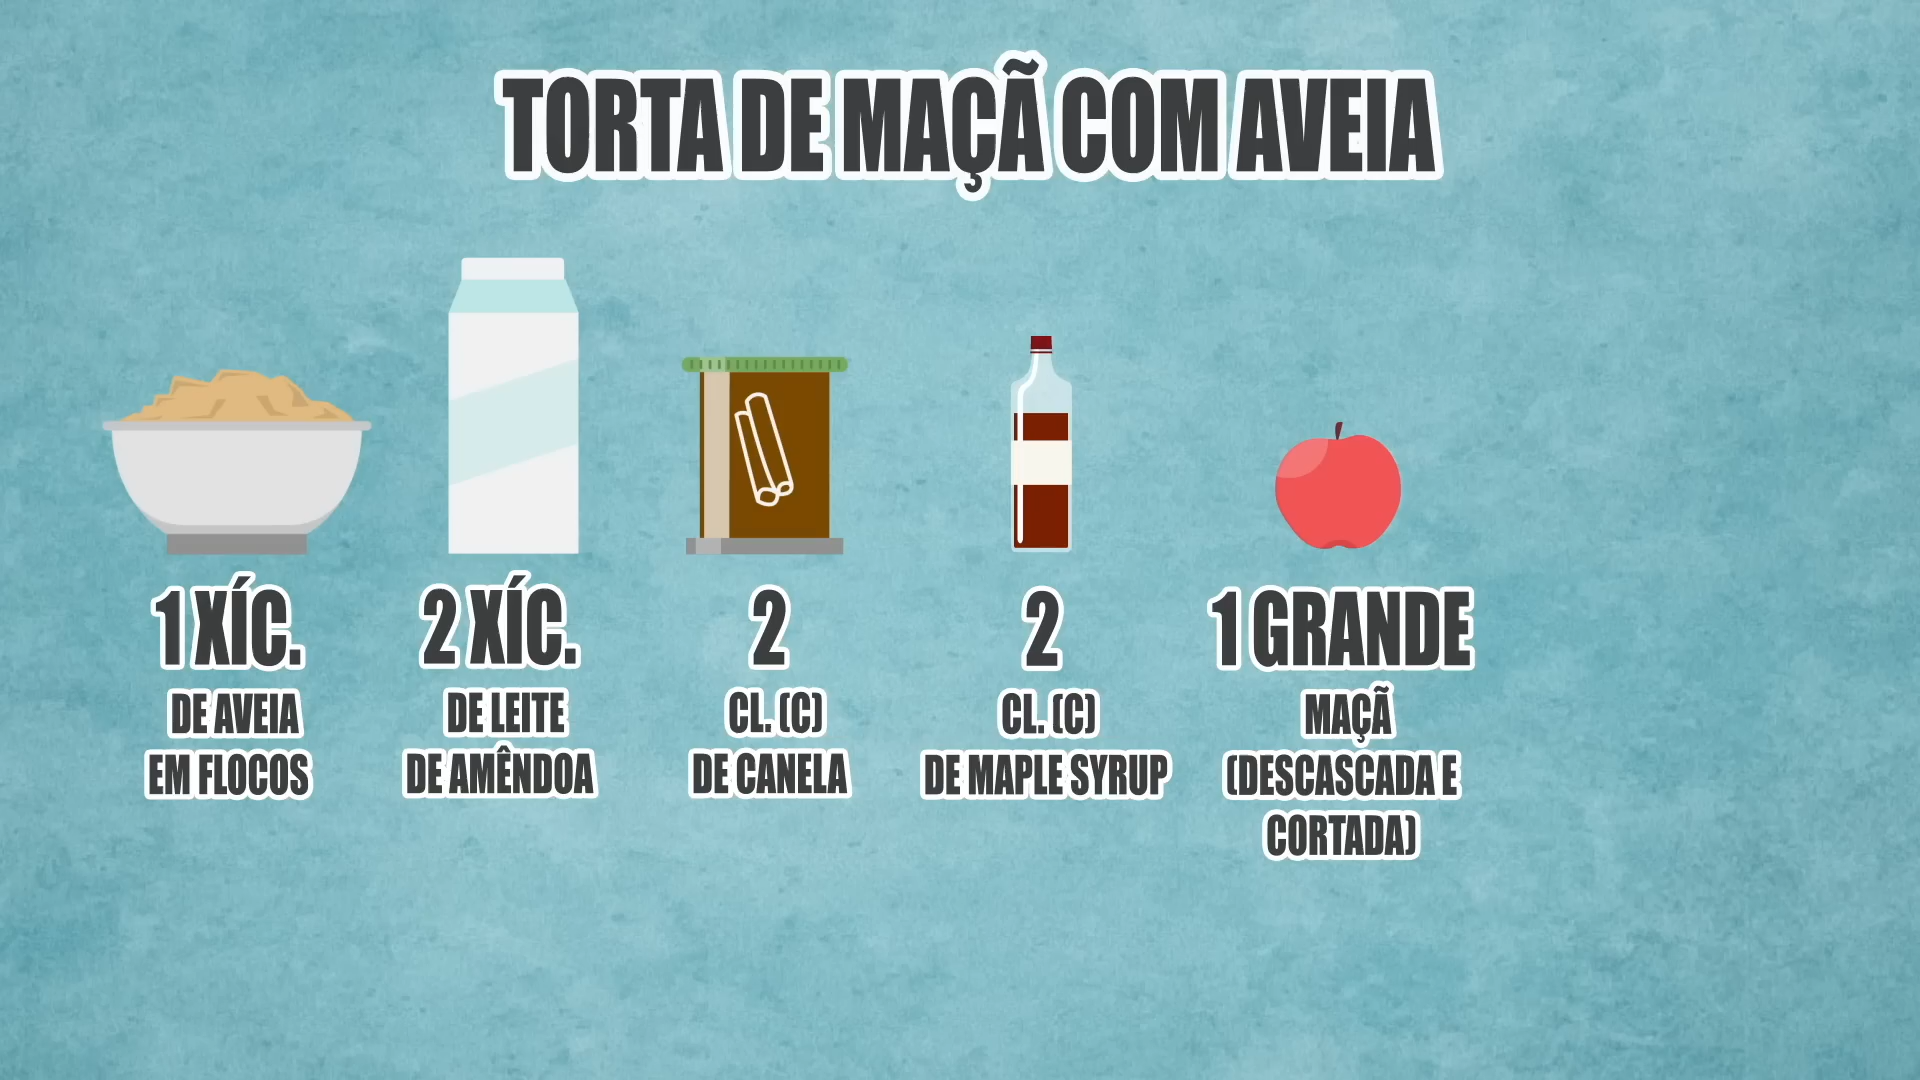 TORTA DE MAÇÃ COM AVEIA
1 XÍC.
DE AVEIA
EM FLOCOS
2 XÍC.
DE LEITE
DE AMÊNDOA
2
CL. (C)
DE CANELA
2
CL. (C)
DE MAPLE SYRUP
1 GRANDE
MAÇÃ
(DESCASCADA E
CORTADA)